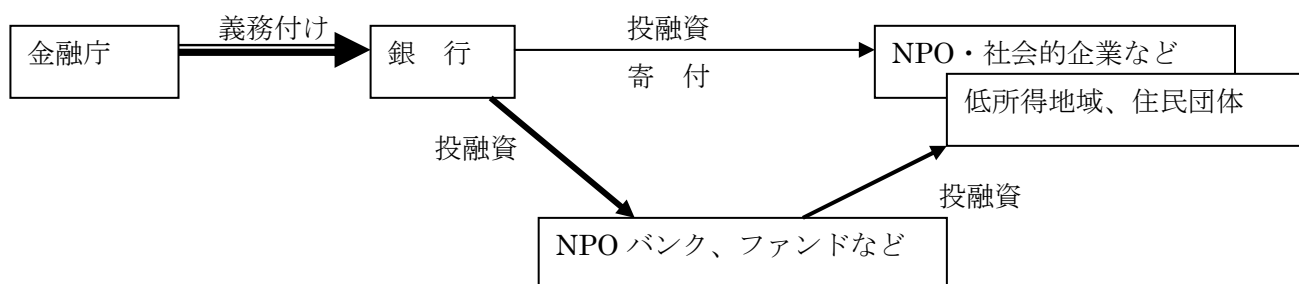 義務付け
投融資
金融庁
銀　行
NPO・社会的企業など
寄　付
低所得地域、住民団体
投融資
投融資
NPO バンク、ファンドなど